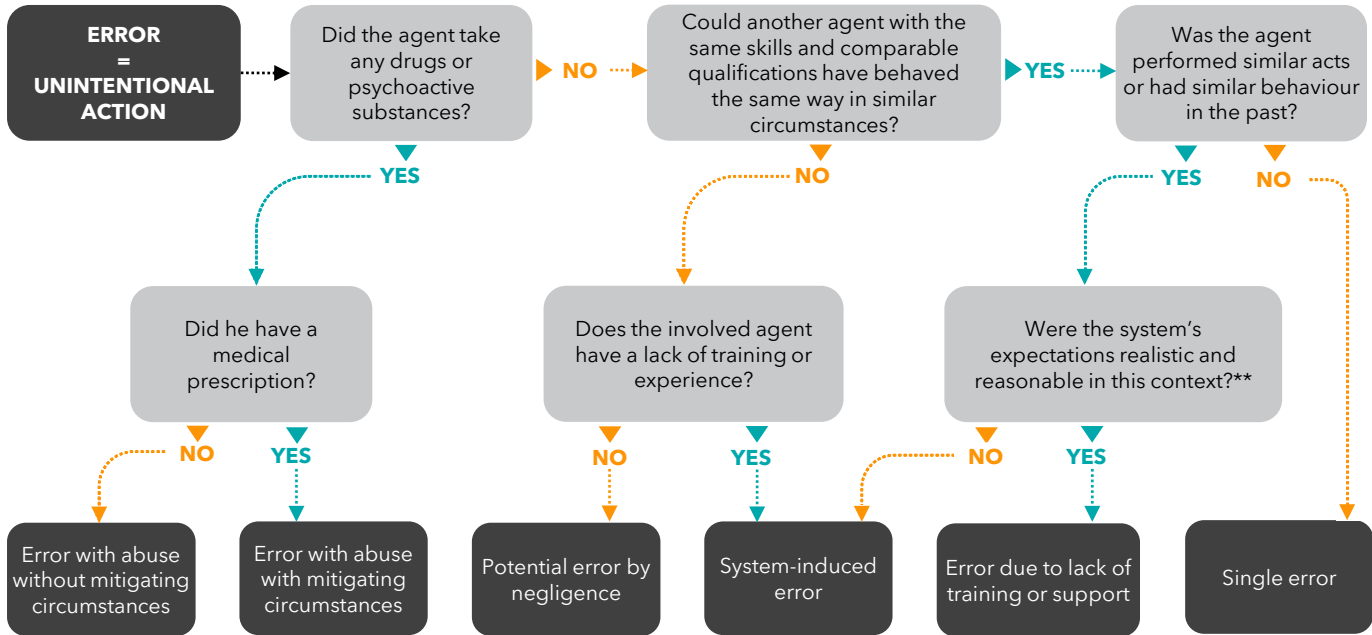 ERROR
=
UNINTENTIONAL
ACTION
Did the agent take
any drugs or
psychoactive
substances?
NO
Could another agent with the
same skills and comparable
qualifications have behaved
the same way in similar
circumstances?
YES
Was the agent
performed similar acts
or had similar behaviour
in the past?
YES
NO
YES
NO
Did he have a
medical
prescription?
Does the involved agent
have a lack of training or
experience?
Were the system’s
expectations realistic and
reasonable in this context?**
NO
YES
NO
YES
NO
YES
Error with abuse
without mitigating
circumstances
Error with abuse
with mitigating
circumstances
Potential error by
negligence
System-induced
error
Error due to lack of
training or support
Single error